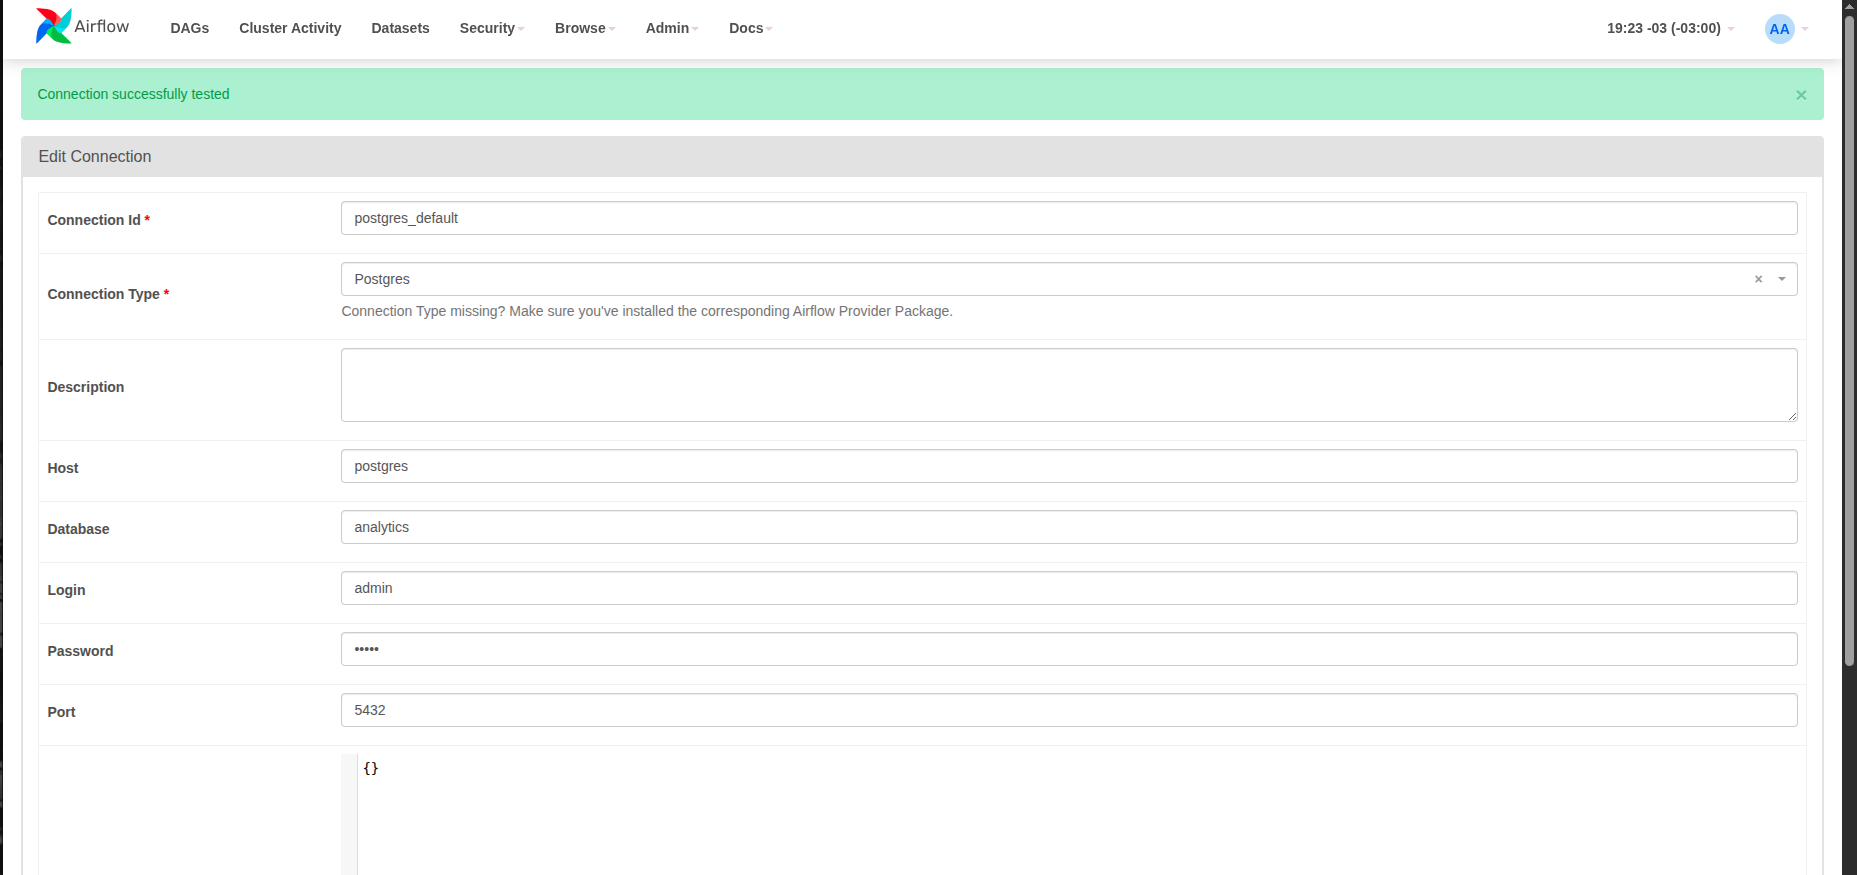 Airflow DAGs Cluster Activity Datasets Security Browse Admin Docs 19:23 -03 (-03:00) AA
Connection successfully tested ×
Edit Connection
Connection Id * postgres_default
Connection Type * Postgres ×
Connection Type missing? Make sure you've installed the corresponding Airflow Provider Package.
Description
Host postgres
Database analytics
Login admin
Password •••••
Port 5432
{}